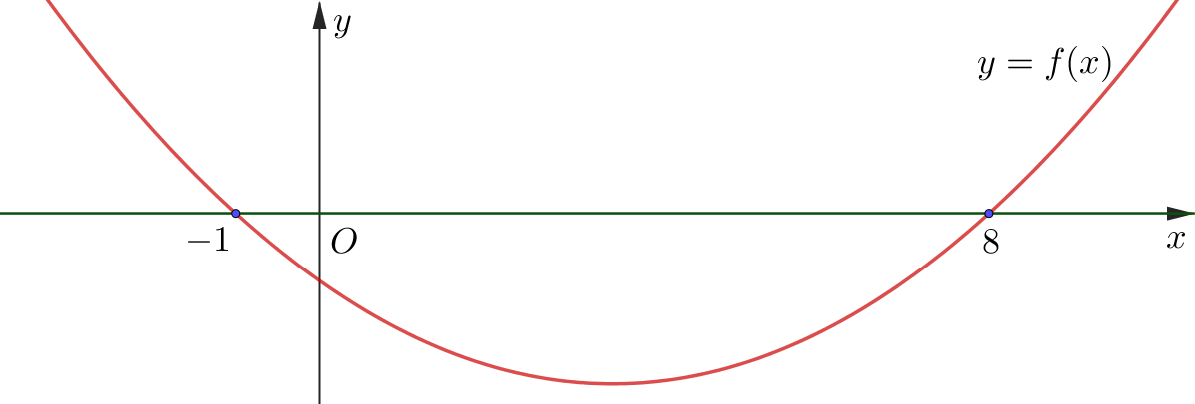 y
y = f(x)
−1
O
8
x